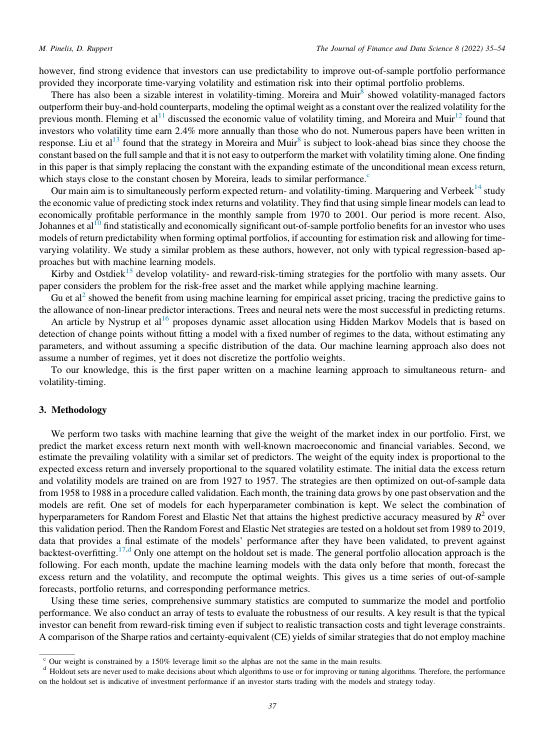 M. Pinelis, D. Ruppert
The Journal of Finance and Data Science 8 (2022) 35–54
however, find strong evidence that investors can use predictability to improve out-of-sample portfolio performance
provided they incorporate time-varying volatility and estimation risk into their optimal portfolio problems.
There has also been a sizable interest in volatility-timing. Moreira and Muir5 showed volatility-managed factors
outperform their buy-and-hold counterparts, modeling the optimal weight as a constant over the realized volatility for the
previous month. Fleming et al11 discussed the economic value of volatility timing, and Moreira and Muir12 found that
investors who volatility time earn 2.4% more annually than those who do not. Numerous papers have been written in
response. Liu et al13 found that the strategy in Moreira and Muir8 is subject to look-ahead bias since they choose the
constant based on the full sample and that it is not easy to outperform the market with volatility timing alone. One finding
in this paper is that simply replacing the constant with the expanding estimate of the unconditional mean excess return,
which stays close to the constant chosen by Moreira, leads to similar performance.c
Our main aim is to simultaneously perform expected return- and volatility-timing. Marquering and Verbeek14 study
the economic value of predicting stock index returns and volatility. They find that using simple linear models can lead to
economically profitable performance in the monthly sample from 1970 to 2001. Our period is more recent. Also,
Johannes et al10 find statistically and economically significant out-of-sample portfolio benefits for an investor who uses
models of return predictability when forming optimal portfolios, if accounting for estimation risk and allowing for time-
varying volatility. We study a similar problem as these authors, however, not only with typical regression-based ap-
proaches but with machine learning models.
Kirby and Ostdiek15 develop volatility- and reward-risk-timing strategies for the portfolio with many assets. Our
paper considers the problem for the risk-free asset and the market while applying machine learning.
Gu et al2 showed the benefit from using machine learning for empirical asset pricing, tracing the predictive gains to
the allowance of non-linear predictor interactions. Trees and neural nets were the most successful in predicting returns.
An article by Nystrup et al16 proposes dynamic asset allocation using Hidden Markov Models that is based on
detection of change points without fitting a model with a fixed number of regimes to the data, without estimating any
parameters, and without assuming a specific distribution of the data. Our machine learning approach also does not
assume a number of regimes, yet it does not discretize the portfolio weights.
To our knowledge, this is the first paper written on a machine learning approach to simultaneous return- and
volatility-timing.
3. Methodology
We perform two tasks with machine learning that give the weight of the market index in our portfolio. First, we
predict the market excess return next month with well-known macroeconomic and financial variables. Second, we
estimate the prevailing volatility with a similar set of predictors. The weight of the equity index is proportional to the
expected excess return and inversely proportional to the squared volatility estimate. The initial data the excess return
and volatility models are trained on are from 1927 to 1957. The strategies are then optimized on out-of-sample data
from 1958 to 1988 in a procedure called validation. Each month, the training data grows by one past observation and the
models are refit. One set of models for each hyperparameter combination is kept. We select the combination of
hyperparameters for Random Forest and Elastic Net that attains the highest predictive accuracy measured by R2 over
this validation period. Then the Random Forest and Elastic Net strategies are tested on a holdout set from 1989 to 2019,
data that provides a final estimate of the models' performance after they have been validated, to prevent against
backtest-overfitting.17,d Only one attempt on the holdout set is made. The general portfolio allocation approach is the
following. For each month, update the machine learning models with the data only before that month, forecast the
excess return and the volatility, and recompute the optimal weights. This gives us a time series of out-of-sample
forecasts, portfolio returns, and corresponding performance metrics.
Using these time series, comprehensive summary statistics are computed to summarize the model and portfolio
performance. We also conduct an array of tests to evaluate the robustness of our results. A key result is that the typical
investor can benefit from reward-risk timing even if subject to realistic transaction costs and tight leverage constraints.
A comparison of the Sharpe ratios and certainty-equivalent (CE) yields of similar strategies that do not employ machine
c Our weight is constrained by a 150% leverage limit so the alphas are not the same in the main results.
d Holdout sets are never used to make decisions about which algorithms to use or for improving or tuning algorithms. Therefore, the performance
on the holdout set is indicative of investment performance if an investor starts trading with the models and strategy today.
37